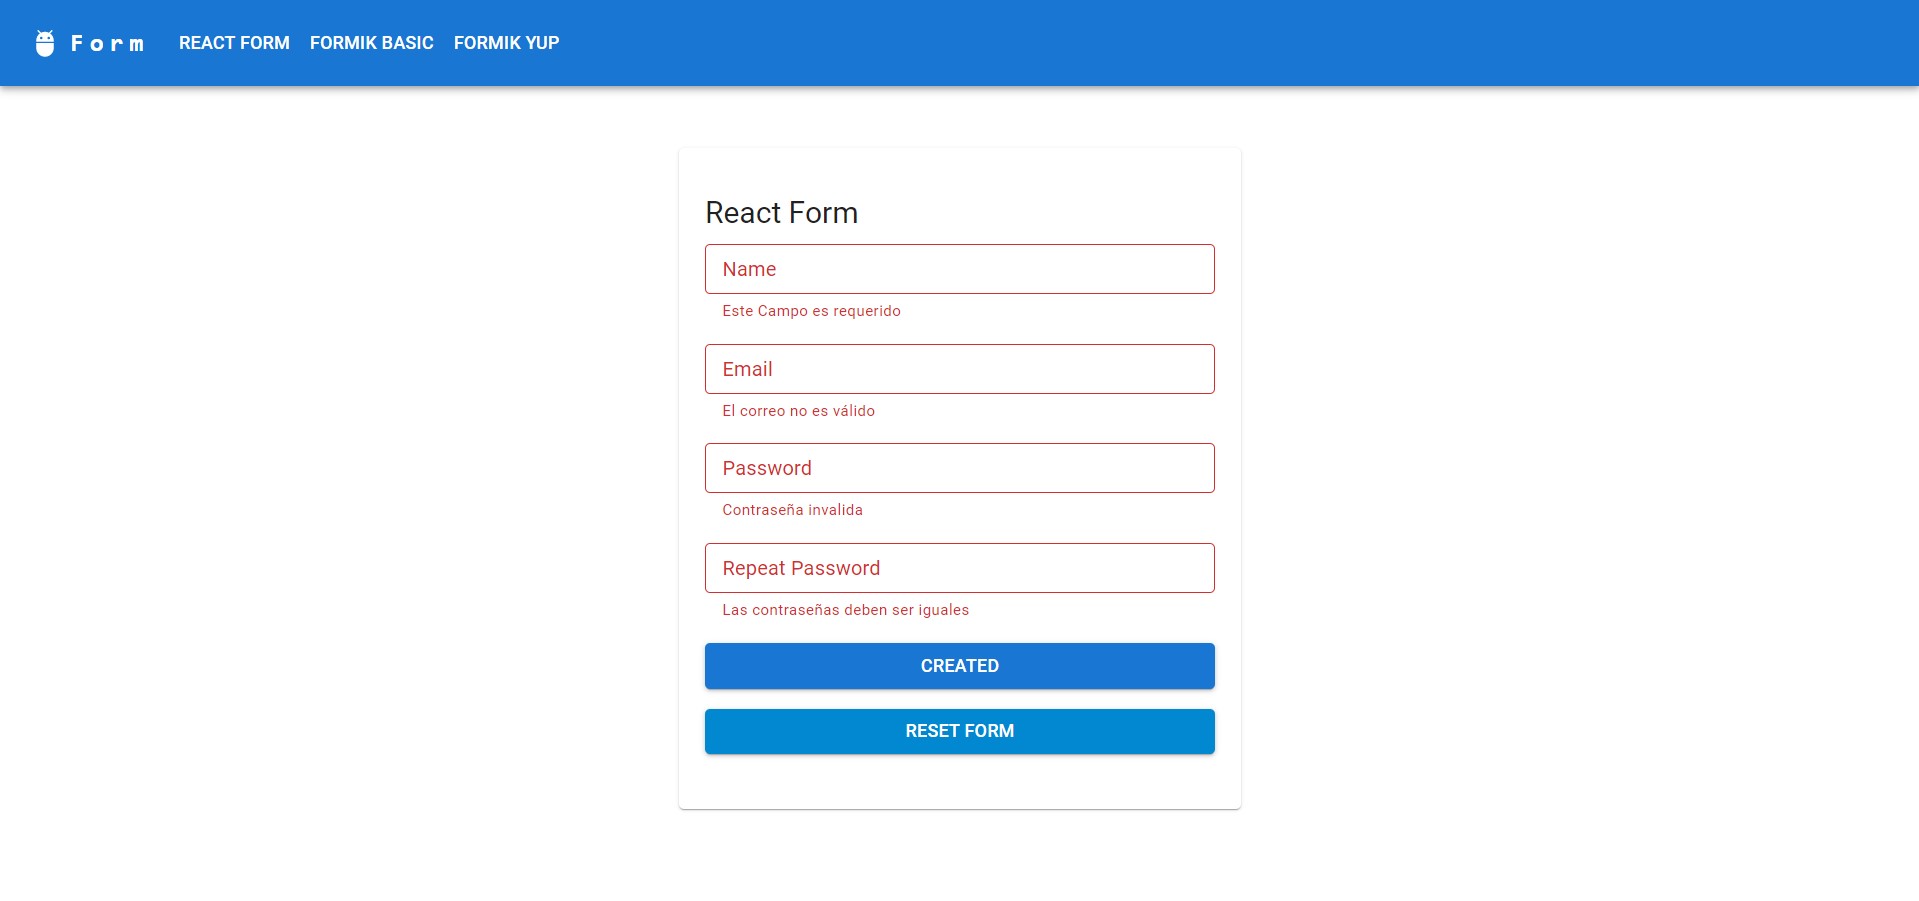 Form REACT FORM FORMIK BASIC FORMIK YUP
React Form
Name
Este Campo es requerido
Email
El correo no es válido
Password
Contraseña invalida
Repeat Password
Las contraseñas deben ser iguales
CREATED
RESET FORM